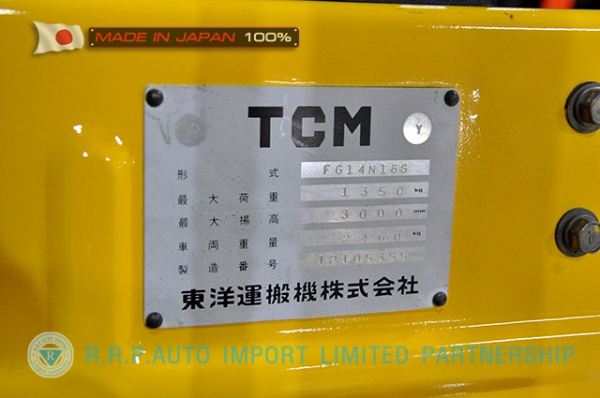 MADE IN JAPAN 100%
TCM
Y
形式 FG14N16S
最大荷重 1350 kg
最大揚高 3000 mm
車両重量 2460 kg
製造番号
東洋運搬機株式会社
R.R.P.AUTO IMPORT LIMITED PARTNERSHIP